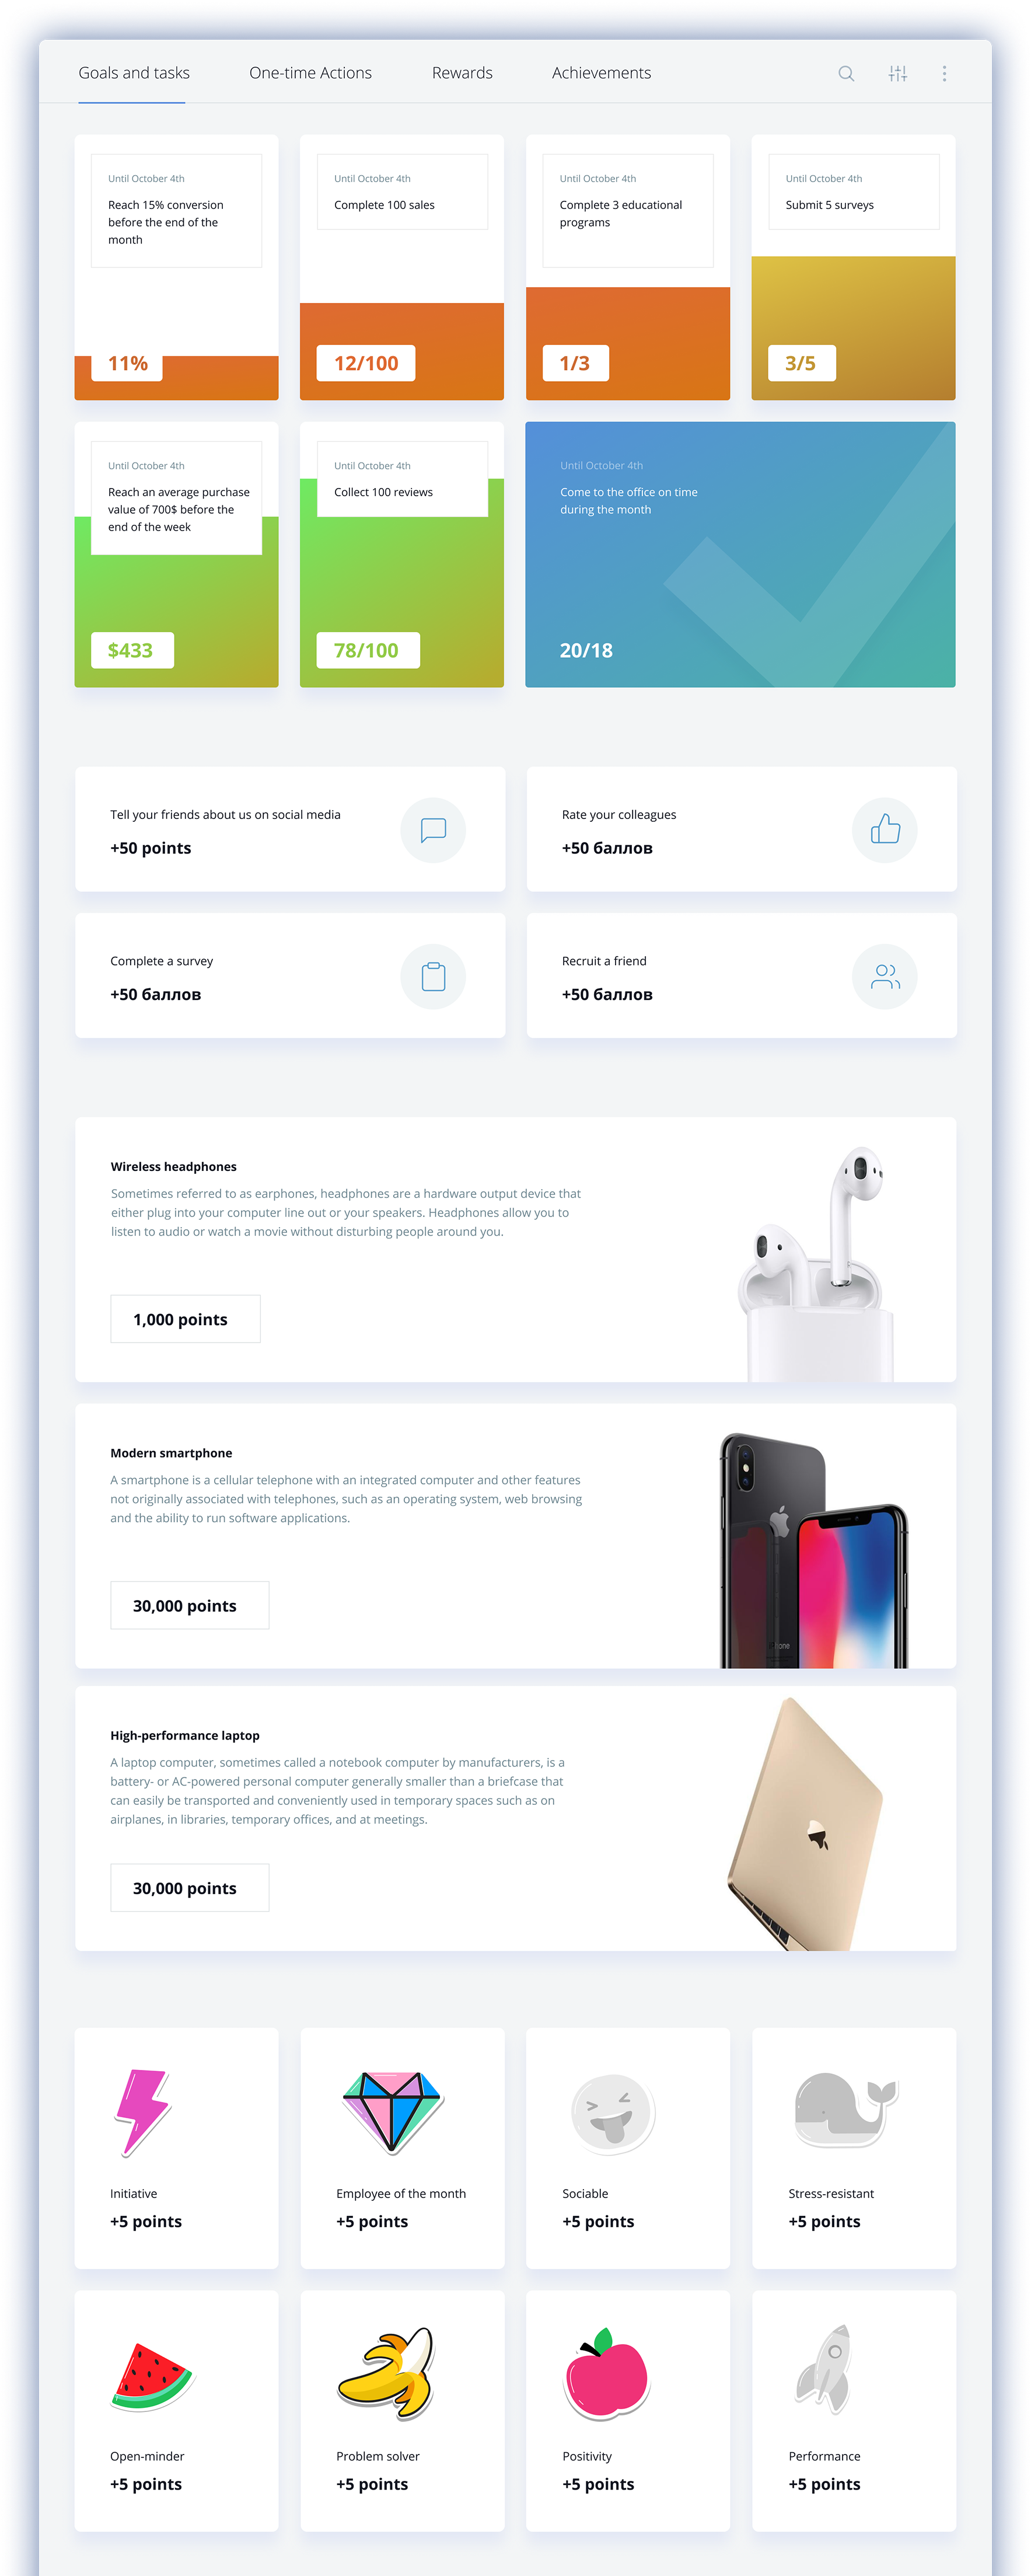 Goals and tasks
One-time Actions
Rewards
Achievements
Until October 4th
Reach 15% conversion
before the end of the
month
11%
Until October 4th
Complete 100 sales
12/100
Until October 4th
Complete 3 educational
programs
1/3
Until October 4th
Submit 5 surveys
3/5
Until October 4th
Reach an average purchase
value of 700$ before the
end of the week
$433
Until October 4th
Collect 100 reviews
78/100
Until October 4th
Come to the office on time
during the month
20/18
Tell your friends about us on social media
+50 points
Rate your colleagues
+50 баллов
Complete a survey
+50 баллов
Recruit a friend
+50 баллов
Wireless headphones
Sometimes referred to as earphones, headphones are a hardware output device that
either plug into your computer line out or your speakers. Headphones allow you to
listen to audio or watch a movie without disturbing people around you.
1,000 points
Modern smartphone
A smartphone is a cellular telephone with an integrated computer and other features
not originally associated with telephones, such as an operating system, web browsing
and the ability to run software applications.
30,000 points
High-performance laptop
A laptop computer, sometimes called a notebook computer by manufacturers, is a
battery- or AC-powered personal computer generally smaller than a briefcase that
can easily be transported and conveniently used in temporary spaces such as on
airplanes, in libraries, temporary offices, and at meetings.
30,000 points
Initiative
+5 points
Employee of the month
+5 points
Sociable
+5 points
Stress-resistant
+5 points
Open-minder
+5 points
Problem solver
+5 points
Positivity
+5 points
Performance
+5 points